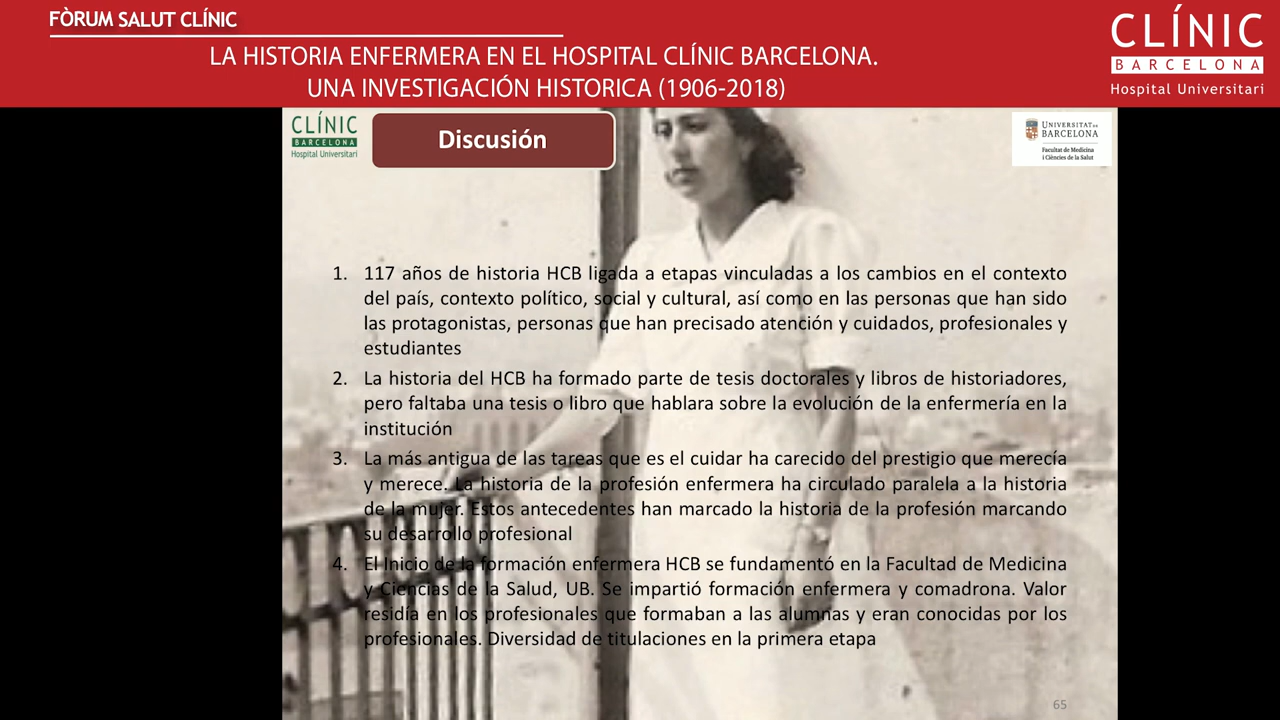 FÒRUM SALUT CLÍNIC
LA HISTORIA ENFERMERA EN EL HOSPITAL CLÍNIC BARCELONA.
UNA INVESTIGACIÓN HISTORICA (1906-2018)
CLÍNIC
BARCELONA
Hospital Universitari
CLÍNIC
BARCELONA
Hospital Universitari
Discusión
UNIVERSITAT DE
BARCELONA
Facultat de Medicina
i Ciències de la Salut
1. 117 años de historia HCB ligada a etapas vinculadas a los cambios en el contexto
del país, contexto político, social y cultural, así como en las personas que han sido
las protagonistas, personas que han precisado atención y cuidados, profesionales y
estudiantes
2. La historia del HCB ha formado parte de tesis doctorales y libros de historiadores,
pero faltaba una tesis o libro que hablara sobre la evolución de la enfermería en la
institución
3. La más antigua de las tareas que es el cuidar ha carecido del prestigio que merecía
y merece. La historia de la profesión enfermera ha circulado paralela a la historia
de la mujer. Estos antecedentes han marcado la historia de la profesión marcando
su desarrollo profesional
4. El Inicio de la formación enfermera HCB se fundamentó en la Facultad de Medicina
y Ciencias de la Salud, UB. Se impartió formación enfermera y comadrona. Valor
residía en los profesionales que formaban a las alumnas y eran conocidas por los
profesionales. Diversidad de titulaciones en la primera etapa
65